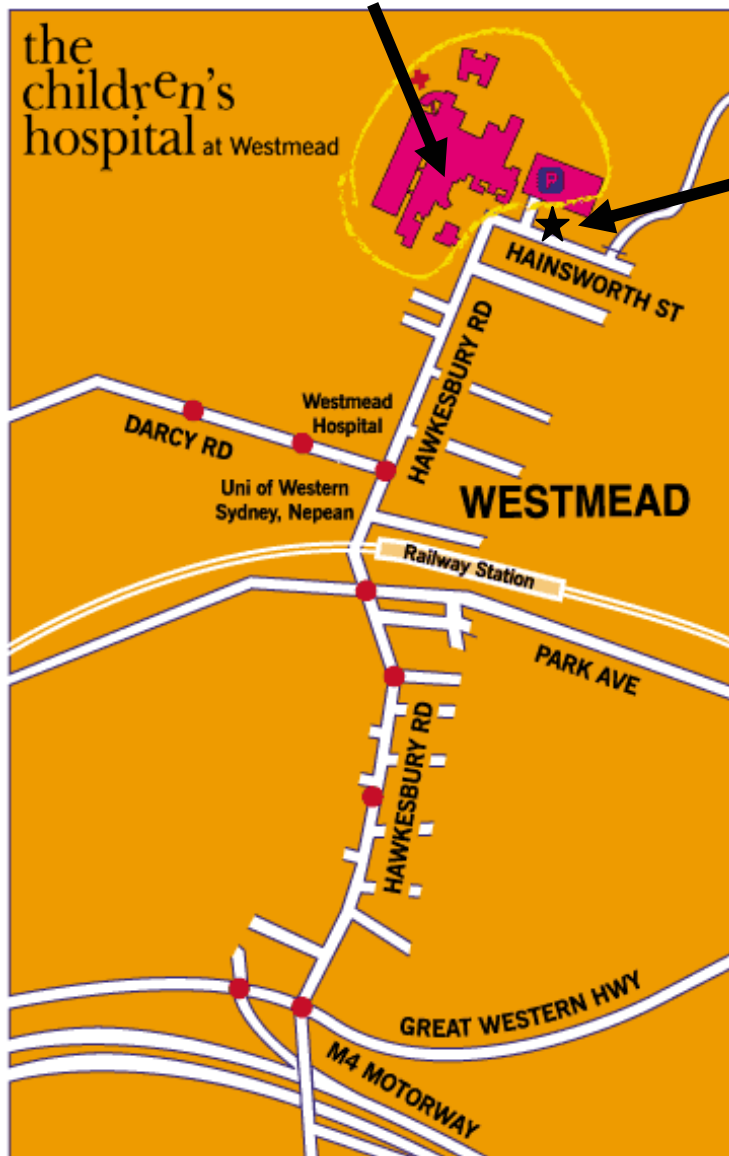 the
children's
hospital at Westmead
P
HAINSWORTH ST
HAWKESBURY RD
Westmead
Hospital
DARCY RD
Uni of Western
Sydney, Nepean
WESTMEAD
Railway Station
PARK AVE
HAWKESBURY RD
GREAT WESTERN HWY
M4 MOTORWAY